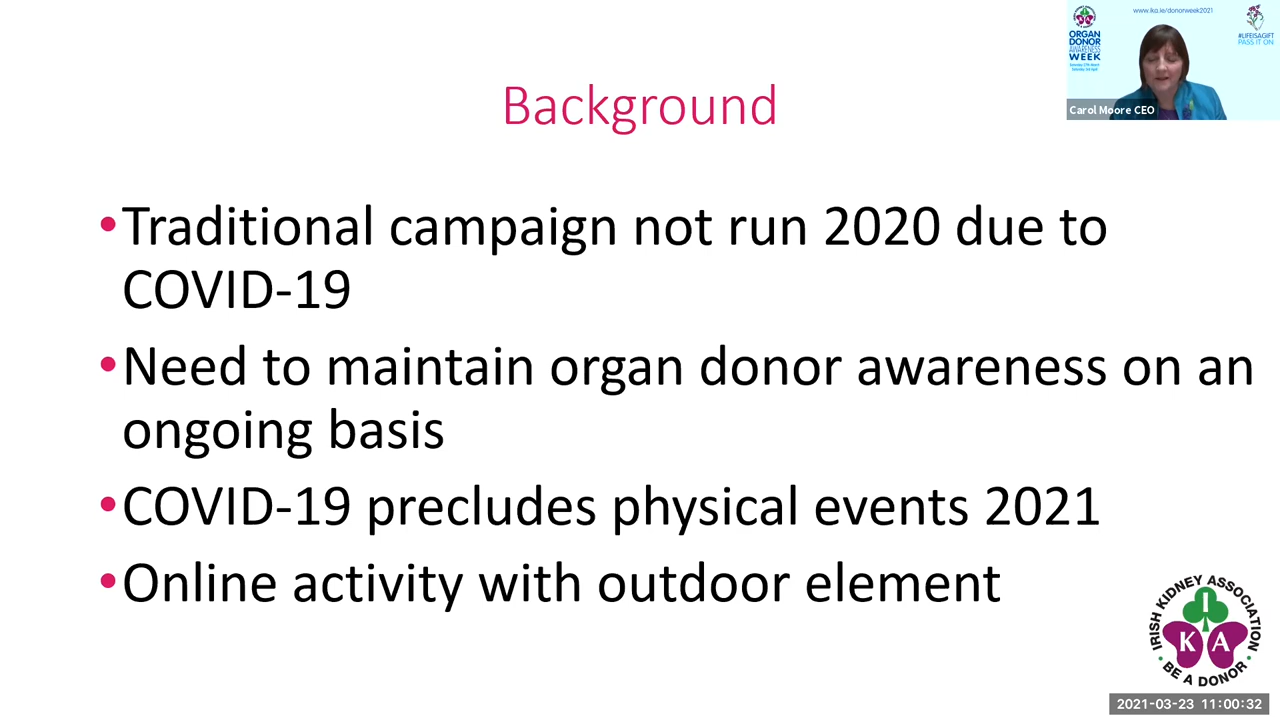 www.ika.ie/donorweek2021
ORGAN
DONOR
AWARENESS
WEEK
#LIFEISAGIFT
PASS IT ON
Carol Moore CEO
Background
•Traditional campaign not run 2020 due to
COVID-19
•Need to maintain organ donor awareness on an
ongoing basis
•COVID-19 precludes physical events 2021
•Online activity with outdoor element
IRISH KIDNEY ASSOCIATION
I
K A
• BE A DONOR •
2021-03-23 11:00:32